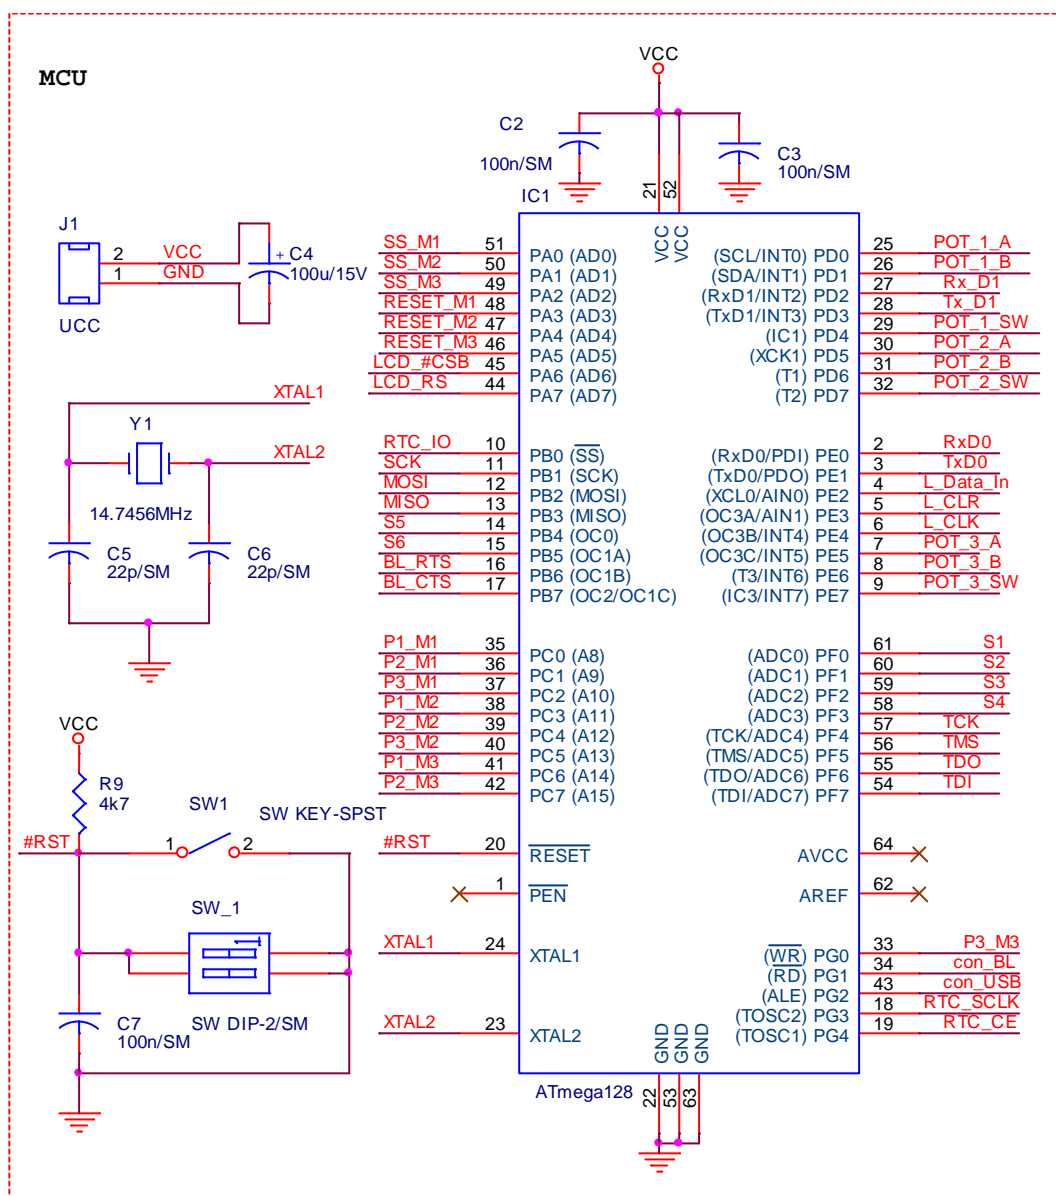 MCU
VCC
C2
100n/SM
C3
100n/SM
21
52
IC1
J1
2
VCC
1
GND
UCC
+
C4
100u/15V
XTAL1
Y1
XTAL2
14.7456MHz
C5
22p/SM
C6
22p/SM
VCC
R9
4k7
#RST
SW1
SW KEY-SPST
1
2
SW_1
1
SW DIP-2/SM
C7
100n/SM
VCC
VCC
SS_M1 51 PA0 (AD0)
SS_M2 50 PA1 (AD1)
SS_M3 49 PA2 (AD2)
RESET_M1 48 PA3 (AD3)
RESET_M2 47 PA4 (AD4)
RESET_M3 46 PA5 (AD5)
LCD_#CSB 45 PA6 (AD6)
LCD_RS 44 PA7 (AD7)
RTC_IO 10 PB0 (SS)
SCK 11 PB1 (SCK)
MOSI 12 PB2 (MOSI)
MISO 13 PB3 (MISO)
S5 14 PB4 (OC0)
S6 15 PB5 (OC1A)
BL_RTS 16 PB6 (OC1B)
BL_CTS 17 PB7 (OC2/OC1C)
P1_M1 35 PC0 (A8)
P2_M1 36 PC1 (A9)
P3_M1 37 PC2 (A10)
P1_M2 38 PC3 (A11)
P2_M2 39 PC4 (A12)
P3_M2 40 PC5 (A13)
P1_M3 41 PC6 (A14)
P2_M3 42 PC7 (A15)
#RST 20 RESET
1 PEN
XTAL1 24 XTAL1
XTAL2 23 XTAL2
(SCL/INT0) PD0 25 POT_1_A
(SDA/INT1) PD1 26 POT_1_B
(RxD1/INT2) PD2 27 Rx_D1
(TxD1/INT3) PD3 28 Tx_D1
(IC1) PD4 29 POT_1_SW
(XCK1) PD5 30 POT_2_A
(T1) PD6 31 POT_2_B
(T2) PD7 32 POT_2_SW
(RxD0/PDI) PE0 2 RxD0
(TxD0/PDO) PE1 3 TxD0
(XCL0/AIN0) PE2 4 L_Data_In
(OC3A/AIN1) PE3 5 L_CLR
(OC3B/INT4) PE4 6 L_CLK
(OC3C/INT5) PE5 7 POT_3_A
(T3/INT6) PE6 8 POT_3_B
(IC3/INT7) PE7 9 POT_3_SW
(ADC0) PF0 61 S1
(ADC1) PF1 60 S2
(ADC2) PF2 59 S3
(ADC3) PF3 58 S4
(TCK/ADC4) PF4 57 TCK
(TMS/ADC5) PF5 56 TMS
(TDO/ADC6) PF6 55 TDO
(TDI/ADC7) PF7 54 TDI
AVCC 64
AREF 62
(WR) PG0 33 P3_M3
(RD) PG1 34 con_BL
(ALE) PG2 43 con_USB
(TOSC2) PG3 18 RTC_SCLK
(TOSC1) PG4 19 RTC_CE
GND
GND
GND
ATmega128
22
53
63